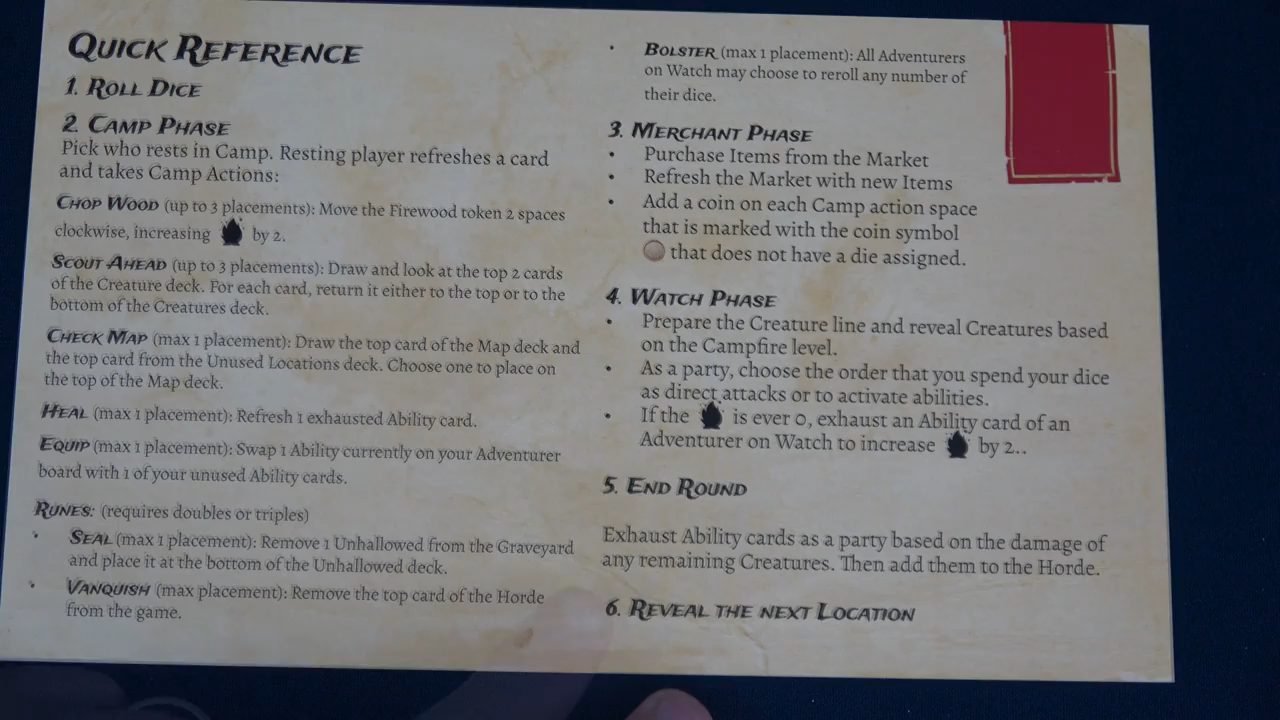 QUICK REFERENCE
1. ROLL DICE
2. CAMP PHASE
Pick who rests in Camp. Resting player refreshes a card
and takes Camp Actions:
CHOP WOOD (up to 3 placements): Move the Firewood token 2 spaces
clockwise, increasing by 2.
SCOUT AHEAD (up to 3 placements): Draw and look at the top 2 cards
of the Creature deck. For each card, return it either to the top or to the
bottom of the Creatures deck.
CHECK MAP (max 1 placement): Draw the top card of the Map deck and
the top card from the Unused Locations deck. Choose one to place on
the top of the Map deck.
HEAL (max 1 placement): Refresh 1 exhausted Ability card.
EQUIP (max 1 placement): Swap 1 Ability currently on your Adventurer
board with 1 of your unused Ability cards.
RUNES: (requires doubles or triples)
• SEAL (max 1 placement): Remove 1 Unhallowed from the Graveyard
and place it at the bottom of the Unhallowed deck.
• VANQUISH (max placement): Remove the top card of the Horde
from the game.
• BOLSTER (max 1 placement): All Adventurers
on Watch may choose to reroll any number of
their dice.
3. MERCHANT PHASE
• Purchase Items from the Market
• Refresh the Market with new Items
• Add a coin on each Camp action space
that is marked with the coin symbol
that does not have a die assigned.
4. WATCH PHASE
• Prepare the Creature line and reveal Creatures based
on the Campfire level.
• As a party, choose the order that you spend your dice
as direct attacks or to activate abilities.
• If the is ever 0, exhaust an Ability card of an
Adventurer on Watch to increase by 2..
5. END ROUND
Exhaust Ability cards as a party based on the damage of
any remaining Creatures. Then add them to the Horde.
6. REVEAL THE NEXT LOCATION